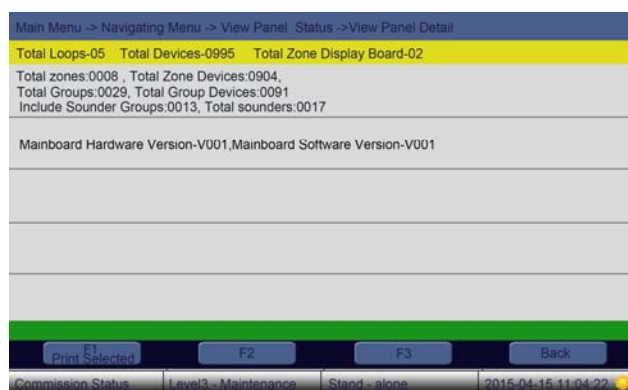 Main Menu -> Navigating Menu -> View Panel Status ->View Panel Detail
Total Loops-05 Total Devices-0995 Total Zone Display Board-02
Total zones:0008 , Total Zone Devices:0904,
Total Groups:0029, Total Group Devices:0091
Include Sounder Groups:0013, Total sounders:0017
Mainboard Hardware Version-V001,Mainboard Software Version-V001
F1 F2 F3 Back
Print Selected
Commission Status Level3 - Maintenance Stand - alone 2015-04-15 11:04:22